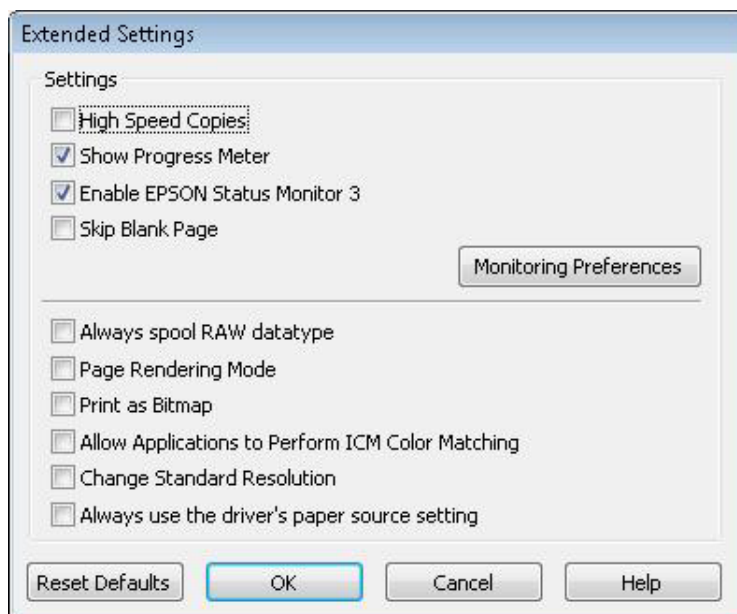 Extended Settings
Settings
High Speed Copies
Show Progress Meter
Enable EPSON Status Monitor 3
Skip Blank Page
Monitoring Preferences
Always spool RAW datatype
Page Rendering Mode
Print as Bitmap
Allow Applications to Perform ICM Color Matching
Change Standard Resolution
Always use the driver's paper source setting
Reset Defaults OK Cancel Help